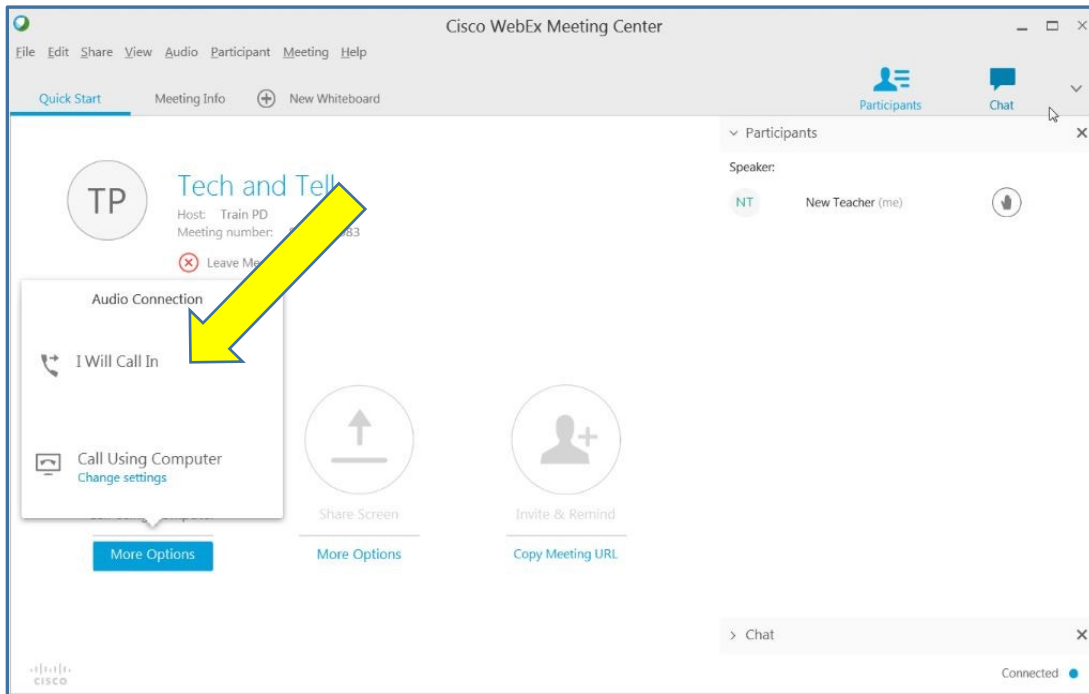 Cisco WebEx Meeting Center
File Edit Share View Audio Participant Meeting Help
Quick Start Meeting Info New Whiteboard
Participants Chat
Participants
Speaker:
NT New Teacher (me)
TP
Tech and Tell
Host: Train PD
Meeting number: 83
Leave
Audio Connection
I Will Call In
Call Using Computer
Change settings
Share Screen Invite & Remind
More Options More Options Copy Meeting URL
Chat
CISCO
Connected